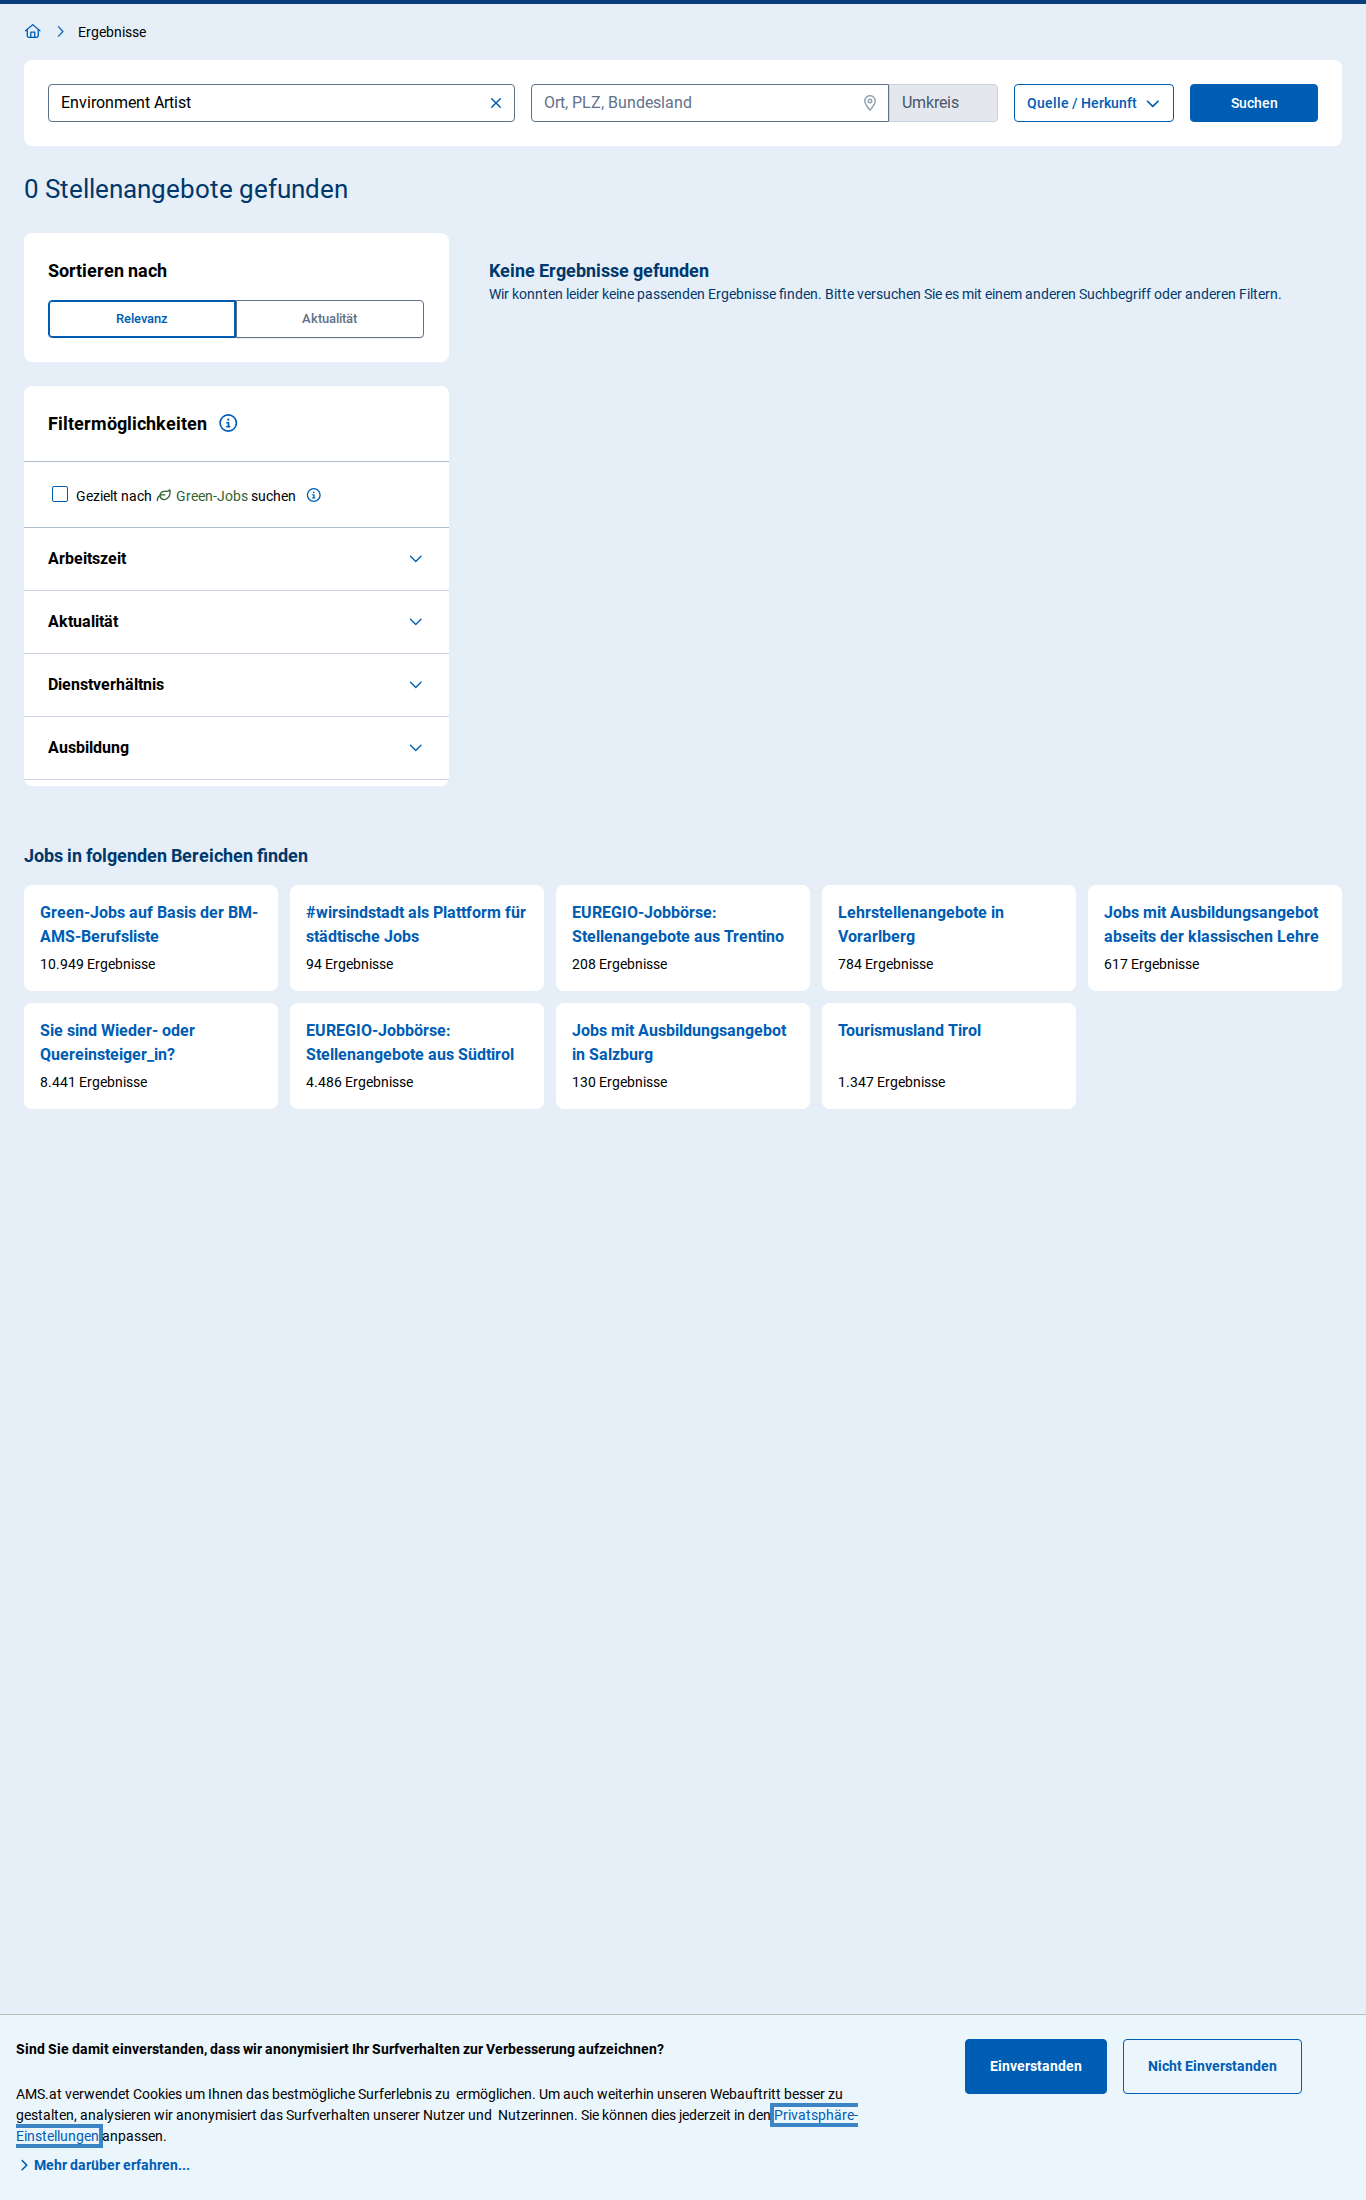 Ergebnisse
Environment Artist
Ort, PLZ, Bundesland
Umkreis
Quelle / Herkunft
Suchen
0 Stellenangebote gefunden
Sortieren nach
Relevanz
Aktualität
Keine Ergebnisse gefunden
Wir konnten leider keine passenden Ergebnisse finden. Bitte versuchen Sie es mit einem anderen Suchbegriff oder anderen Filtern.
Filtermöglichkeiten
Gezielt nach Green-Jobs suchen
Arbeitszeit
Aktualität
Dienstverhältnis
Ausbildung
Jobs in folgenden Bereichen finden
Green-Jobs auf Basis der BM-
AMS-Berufsliste
10.949 Ergebnisse
#wirsindstadt als Plattform für
städtische Jobs
94 Ergebnisse
EUREGIO-Jobbörse:
Stellenangebote aus Trentino
208 Ergebnisse
Lehrstellenangebote in
Vorarlberg
784 Ergebnisse
Jobs mit Ausbildungsangebot
abseits der klassischen Lehre
617 Ergebnisse
Sie sind Wieder- oder
Quereinsteiger_in?
8.441 Ergebnisse
EUREGIO-Jobbörse:
Stellenangebote aus Südtirol
4.486 Ergebnisse
Jobs mit Ausbildungsangebot
in Salzburg
130 Ergebnisse
Tourismusland Tirol
1.347 Ergebnisse
Sind Sie damit einverstanden, dass wir anonymisiert Ihr Surfverhalten zur Verbesserung aufzeichnen?
AMS.at verwendet Cookies um Ihnen das bestmögliche Surferlebnis zu ermöglichen. Um auch weiterhin unseren Webauftritt besser zu
gestalten, analysieren wir anonymisiert das Surfverhalten unserer Nutzer und Nutzerinnen. Sie können dies jederzeit in den Privatsphäre-
Einstellungen anpassen.
Mehr darüber erfahren...
Einverstanden
Nicht Einverstanden